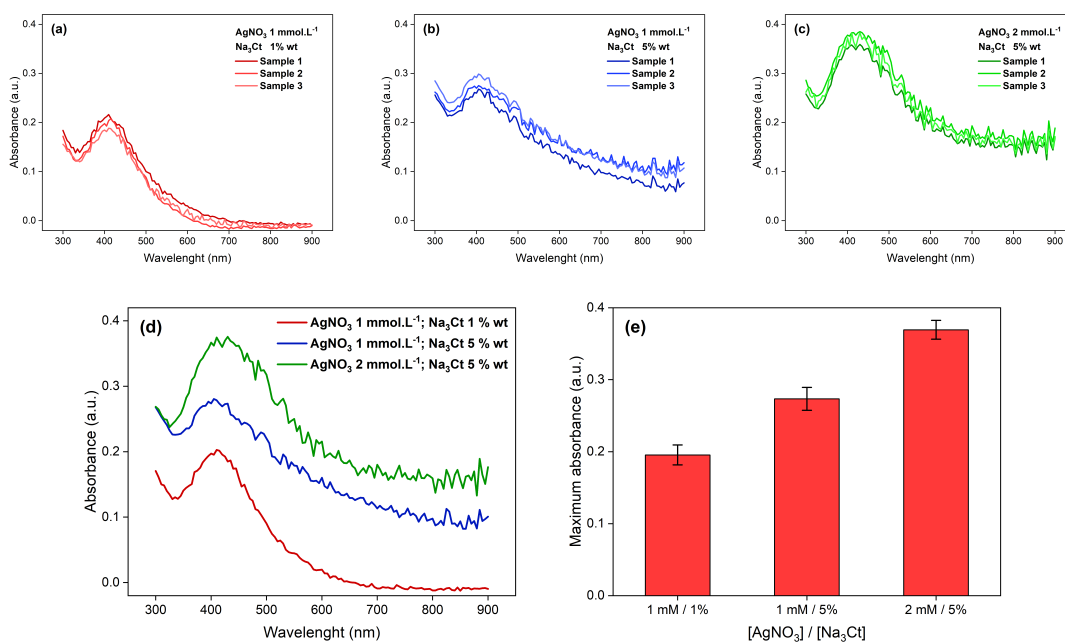 (a)
AgNO₃ 1 mmol.L⁻¹
Na₃Ct 1% wt
Sample 1
Sample 2
Sample 3
Absorbance (a.u.)
0.4
0.3
0.2
0.1
0.0
300 400 500 600 700 800 900
Wavelenght (nm)
(b)
AgNO₃ 1 mmol.L⁻¹
Na₃Ct 5% wt
Sample 1
Sample 2
Sample 3
Absorbance (a.u.)
0.4
0.3
0.2
0.1
0.0
300 400 500 600 700 800 900
Wavelenght (nm)
(c)
AgNO₃ 2 mmol.L⁻¹
Na₃Ct 5% wt
Sample 1
Sample 2
Sample 3
Absorbance (a.u.)
0.4
0.3
0.2
0.1
0.0
300 400 500 600 700 800 900
Wavelenght (nm)
(d)
AgNO₃ 1 mmol.L⁻¹; Na₃Ct 1 % wt
AgNO₃ 1 mmol.L⁻¹; Na₃Ct 5 % wt
AgNO₃ 2 mmol.L⁻¹; Na₃Ct 5 % wt
Absorbance (a.u.)
0.4
0.3
0.2
0.1
0.0
300 400 500 600 700 800 900
Wavelenght (nm)
(e)
Maximum absorbance (a.u.)
0.4
0.3
0.2
0.1
0.0
1 mM / 1% 1 mM / 5% 2 mM / 5%
[AgNO₃] / [Na₃Ct]